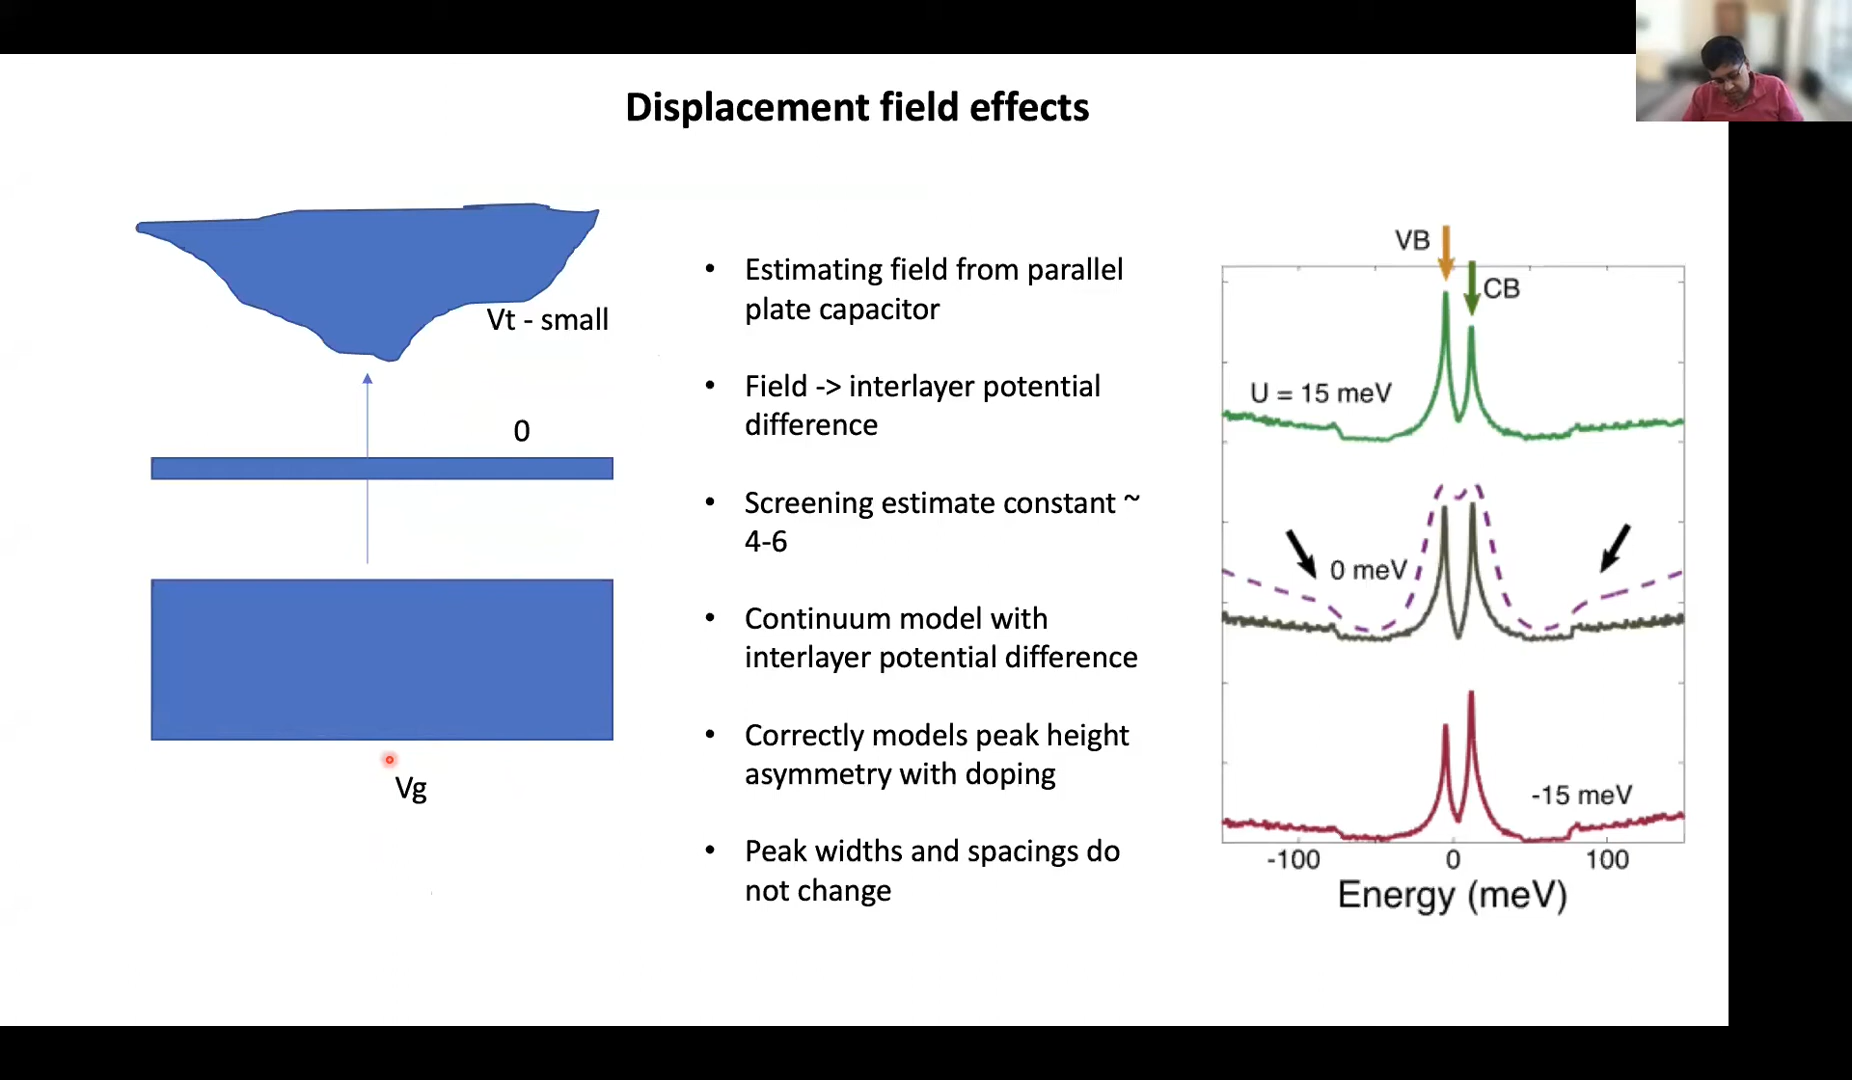 Displacement field effects
Vt - small
0
Vg
• Estimating field from parallel
plate capacitor
• Field -> interlayer potential
difference
• Screening estimate constant ~
4-6
• Continuum model with
interlayer potential difference
• Correctly models peak height
asymmetry with doping
• Peak widths and spacings do
not change
VB
CB
U = 15 meV
0 meV
-15 meV
-100 0 100
Energy (meV)